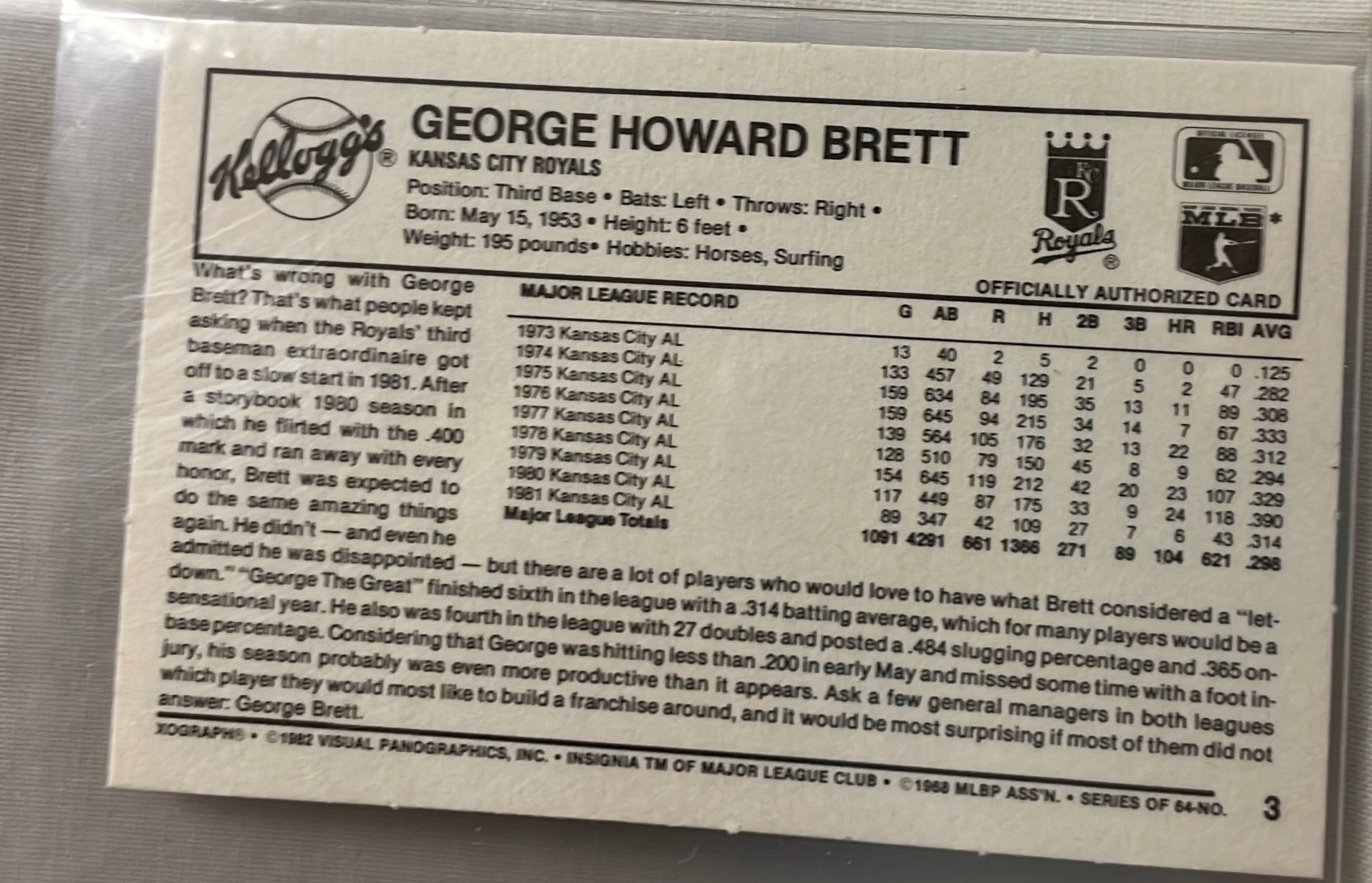 Kellogg's®
GEORGE HOWARD BRETT
KANSAS CITY ROYALS
Position: Third Base • Bats: Left • Throws: Right •
Born: May 15, 1953 • Height: 6 feet •
Weight: 195 pounds• Hobbies: Horses, Surfing
KC
R
Royals
®
MAJOR LEAGUE BASEBALL
MLB*
OFFICIALLY AUTHORIZED CARD
What's wrong with George
Brett? That's what people kept
asking when the Royals' third
baseman extraordinaire got
off to a slow start in 1981. After
a storybook 1980 season in
which he flirted with the .400
mark and ran away with every
honor, Brett was expected to
do the same amazing things
again. He didn't — and even he
admitted he was disappointed — but there are a lot of players who would love to have what Brett considered a “let-
down.” “George The Great” finished sixth in the league with a .314 batting average, which for many players would be a
sensational year. He also was fourth in the league with 27 doubles and posted a .484 slugging percentage and .365 on-
base percentage. Considering that George was hitting less than .200 in early May and missed some time with a foot in-
jury, his season probably was even more productive than it appears. Ask a few general managers in both leagues
which player they would most like to build a franchise around, and it would be most surprising if most of them did not
answer: George Brett.
MAJOR LEAGUE RECORD G AB R H 2B 3B HR RBI AVG
1973 Kansas City AL 13 40 2 5 2 0 0 0 .125
1974 Kansas City AL 133 457 49 129 21 5 2 47 .282
1975 Kansas City AL 159 634 84 195 35 13 11 89 .308
1976 Kansas City AL 159 645 94 215 34 14 7 67 .333
1977 Kansas City AL 139 564 105 176 32 13 22 88 .312
1978 Kansas City AL 128 510 79 150 45 8 9 62 .294
1979 Kansas City AL 154 645 119 212 42 20 23 107 .329
1980 Kansas City AL 117 449 87 175 33 9 24 118 .390
1981 Kansas City AL 89 347 42 109 27 7 6 43 .314
Major League Totals 1091 4291 661 1366 271 89 104 621 .298
XOGRAPH® • ©1982 VISUAL PANOGRAPHICS, INC. • INSIGNIA TM OF MAJOR LEAGUE CLUB • ©1968 MLBP ASS'N. • SERIES OF 64-NO. 3